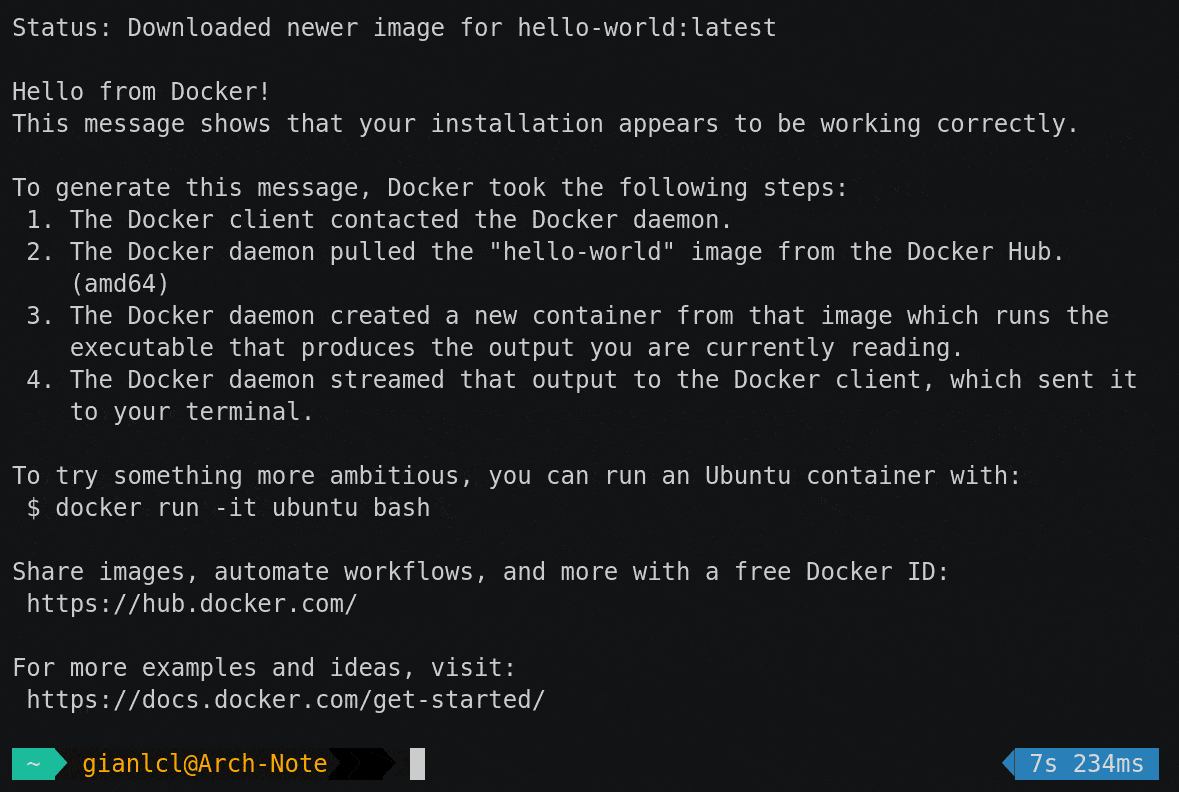 Status: Downloaded newer image for hello-world:latest
Hello from Docker!
This message shows that your installation appears to be working correctly.
To generate this message, Docker took the following steps:
1. The Docker client contacted the Docker daemon.
2. The Docker daemon pulled the "hello-world" image from the Docker Hub.
(amd64)
3. The Docker daemon created a new container from that image which runs the
executable that produces the output you are currently reading.
4. The Docker daemon streamed that output to the Docker client, which sent it
to your terminal.
To try something more ambitious, you can run an Ubuntu container with:
$ docker run -it ubuntu bash
Share images, automate workflows, and more with a free Docker ID:
https://hub.docker.com/
For more examples and ideas, visit:
https://docs.docker.com/get-started/
~ gianlcl@Arch-Note 7s 234ms